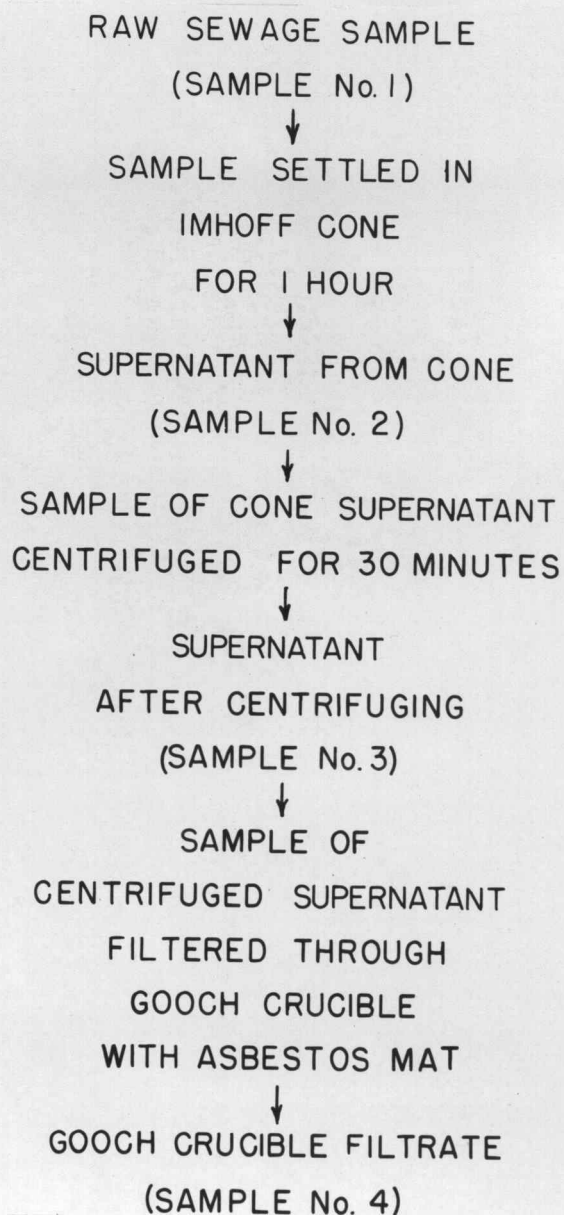 RAW SEWAGE SAMPLE
(SAMPLE No. 1)
SAMPLE SETTLED IN
IMHOFF CONE
FOR 1 HOUR
SUPERNATANT FROM CONE
(SAMPLE No. 2)
SAMPLE OF CONE SUPERNATANT
CENTRIFUGED FOR 30 MINUTES
SUPERNATANT
AFTER CENTRIFUGING
(SAMPLE No. 3)
SAMPLE OF
CENTRIFUGED SUPERNATANT
FILTERED THROUGH
GOOCH CRUCIBLE
WITH ASBESTOS MAT
GOOCH CRUCIBLE FILTRATE
(SAMPLE No. 4)